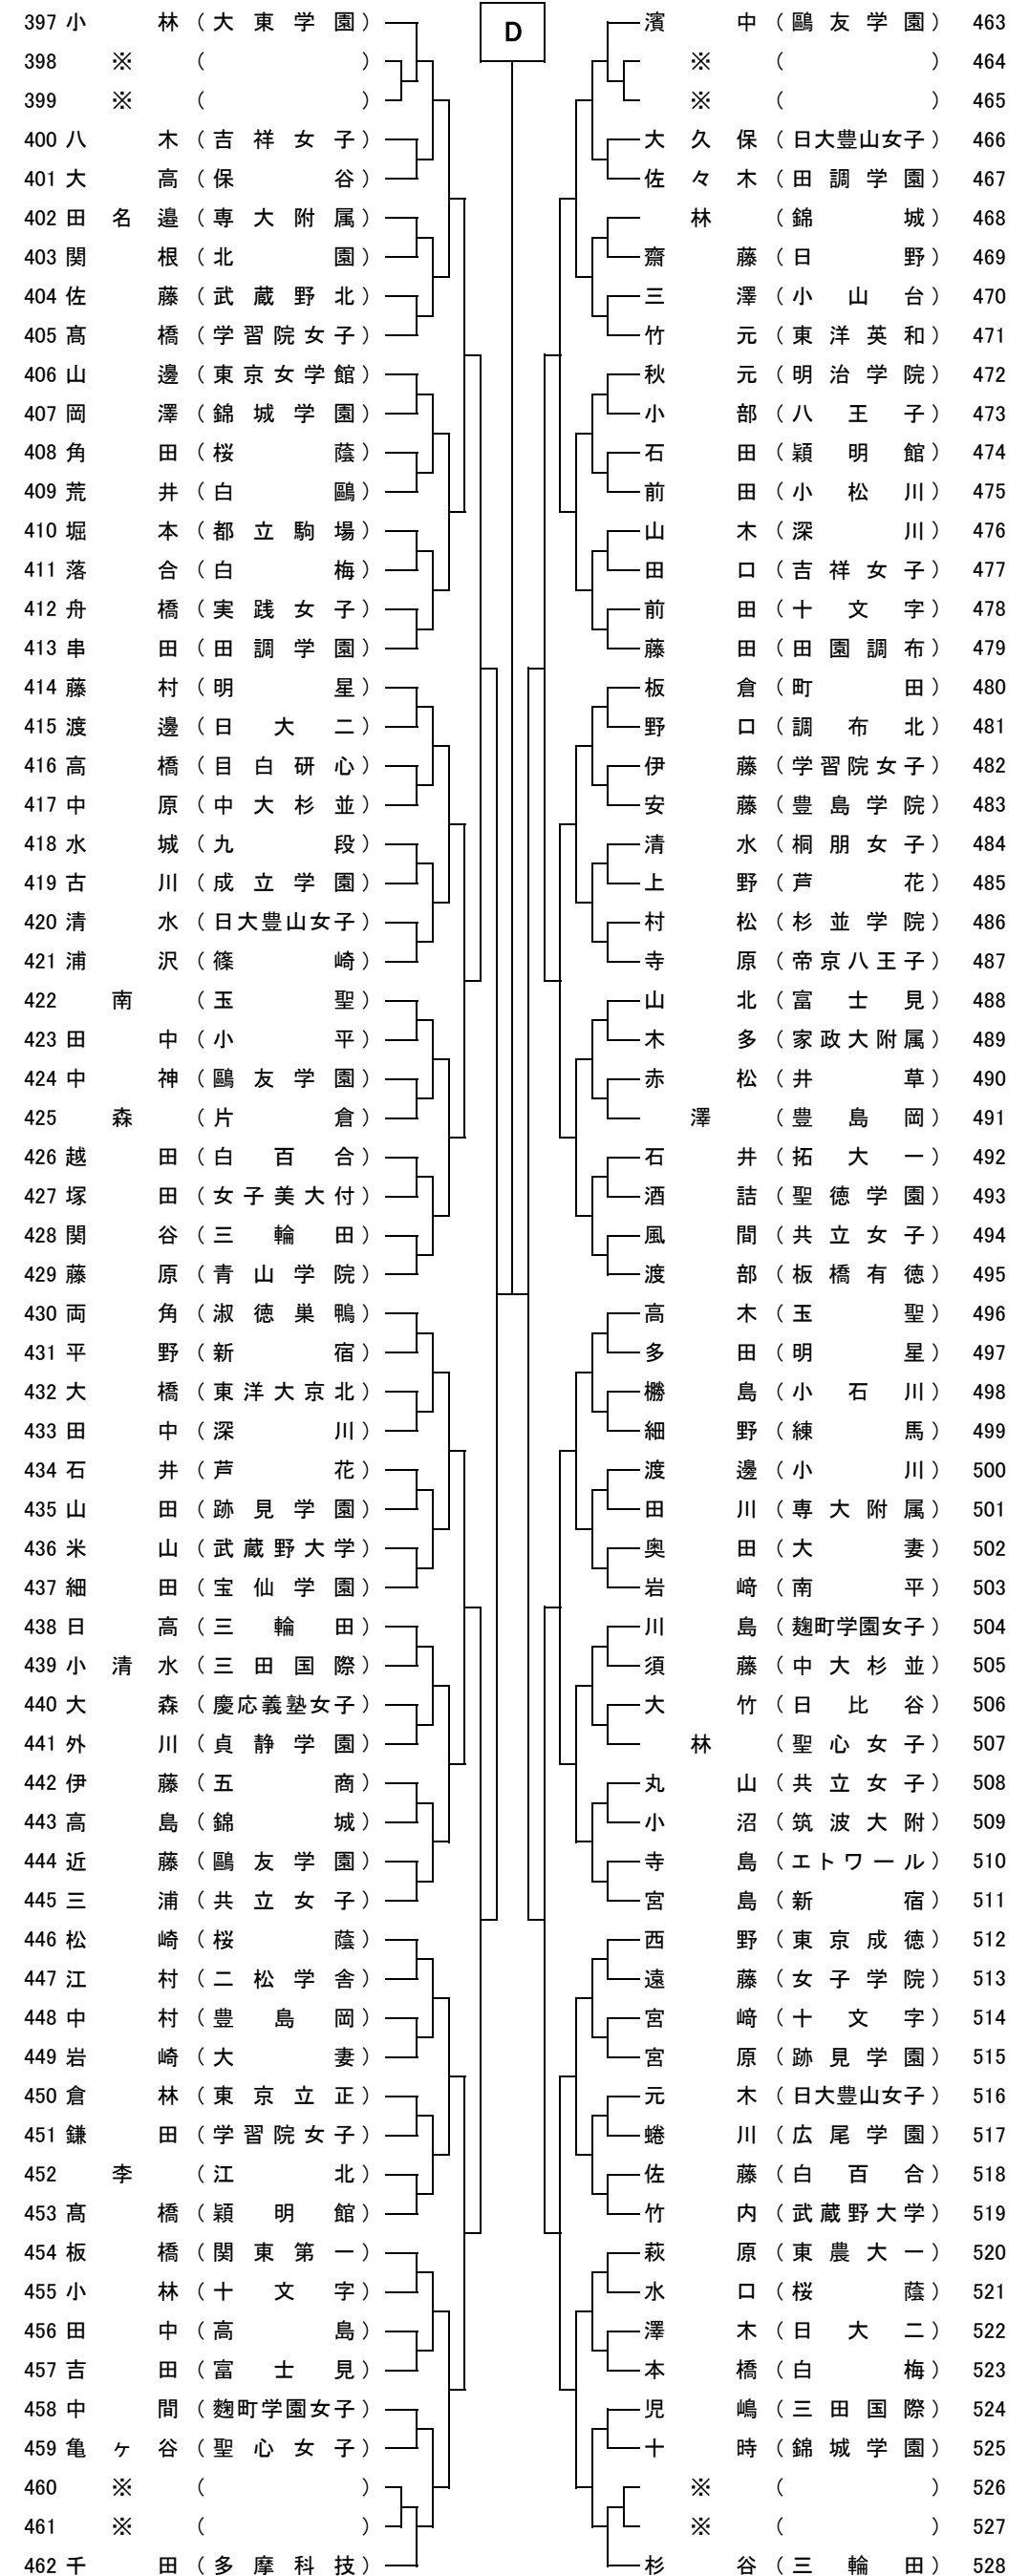 D
397 小林（大東学園）
398 ※（ ）
399 ※（ ）
400 八木（吉祥女子）
401 大高（保谷）
402 田名邉（専大附属）
403 関根（北園）
404 佐藤（武蔵野北）
405 髙橋（学習院女子）
406 山邊（東京女学館）
407 岡澤（錦城学園）
408 角田（桜蔭）
409 荒井（白鷗）
410 堀本（都立駒場）
411 落合（白梅）
412 舟橋（実践女子）
413 串田（田調学園）
414 藤村（明星）
415 渡邊（日大二）
416 高橋（目白研心）
417 中原（中大杉並）
418 水城（九段）
419 古川（成立学園）
420 清水（日大豊山女子）
421 浦沢（篠崎）
422 南（玉聖）
423 田中（小平）
424 中神（鷗友学園）
425 森（片倉）
426 越田（白百合）
427 塚田（女子美大付）
428 関谷（三輪田）
429 藤原（青山学院）
430 両角（淑徳巣鴨）
431 平野（新宿）
432 大橋（東洋大京北）
433 田中（深川）
434 石井（芦花）
435 山田（跡見学園）
436 米山（武蔵野大学）
437 細田（宝仙学園）
438 日高（三輪田）
439 小清水（三田国際）
440 大森（慶応義塾女子）
441 外川（貞静学園）
442 伊藤（五商）
443 高島（錦城）
444 近藤（鷗友学園）
445 三浦（共立女子）
446 松崎（桜蔭）
447 江村（二松学舎）
448 中村（豊島岡）
449 岩崎（大妻）
450 倉林（東京立正）
451 鎌田（学習院女子）
452 李（江北）
453 髙橋（穎明館）
454 板橋（関東第一）
455 小林（十文字）
456 田中（高島）
457 吉田（富士見）
458 中間（麴町学園女子）
459 亀ヶ谷（聖心女子）
460 ※（ ）
461 ※（ ）
462 千田（多摩科技）
濱中（鷗友学園）463
※（ ）464
※（ ）465
大久保（日大豊山女子）466
佐々木（田調学園）467
林（錦城）468
齋藤（日野）469
三澤（小山台）470
竹元（東洋英和）471
秋元（明治学院）472
小部（八王子）473
石田（穎明館）474
前田（小松川）475
山木（深川）476
田口（吉祥女子）477
前田（十文字）478
藤田（田園調布）479
板倉（町田）480
野口（調布北）481
伊藤（学習院女子）482
安藤（豊島学院）483
清水（桐朋女子）484
上野（芦花）485
村松（杉並学院）486
寺原（帝京八王子）487
山北（富士見）488
木多（家政大附属）489
赤松（井草）490
澤（豊島岡）491
石井（拓大一）492
酒詰（聖徳学園）493
風間（共立女子）494
渡部（板橋有徳）495
高木（玉聖）496
多田（明星）497
橳島（小石川）498
細野（練馬）499
渡邊（小川）500
田川（専大附属）501
奥田（大妻）502
岩﨑（南平）503
川島（麹町学園女子）504
須藤（中大杉並）505
大竹（日比谷）506
林（聖心女子）507
丸山（共立女子）508
小沼（筑波大附）509
寺島（エトワール）510
宮島（新宿）511
西野（東京成徳）512
遠藤（女子学院）513
宮﨑（十文字）514
宮原（跡見学園）515
元木（日大豊山女子）516
蜷川（広尾学園）517
佐藤（白百合）518
竹内（武蔵野大学）519
萩原（東農大一）520
水口（桜蔭）521
澤木（日大二）522
本橋（白梅）523
児嶋（三田国際）524
十時（錦城学園）525
※（ ）526
※（ ）527
杉谷（三輪田）528